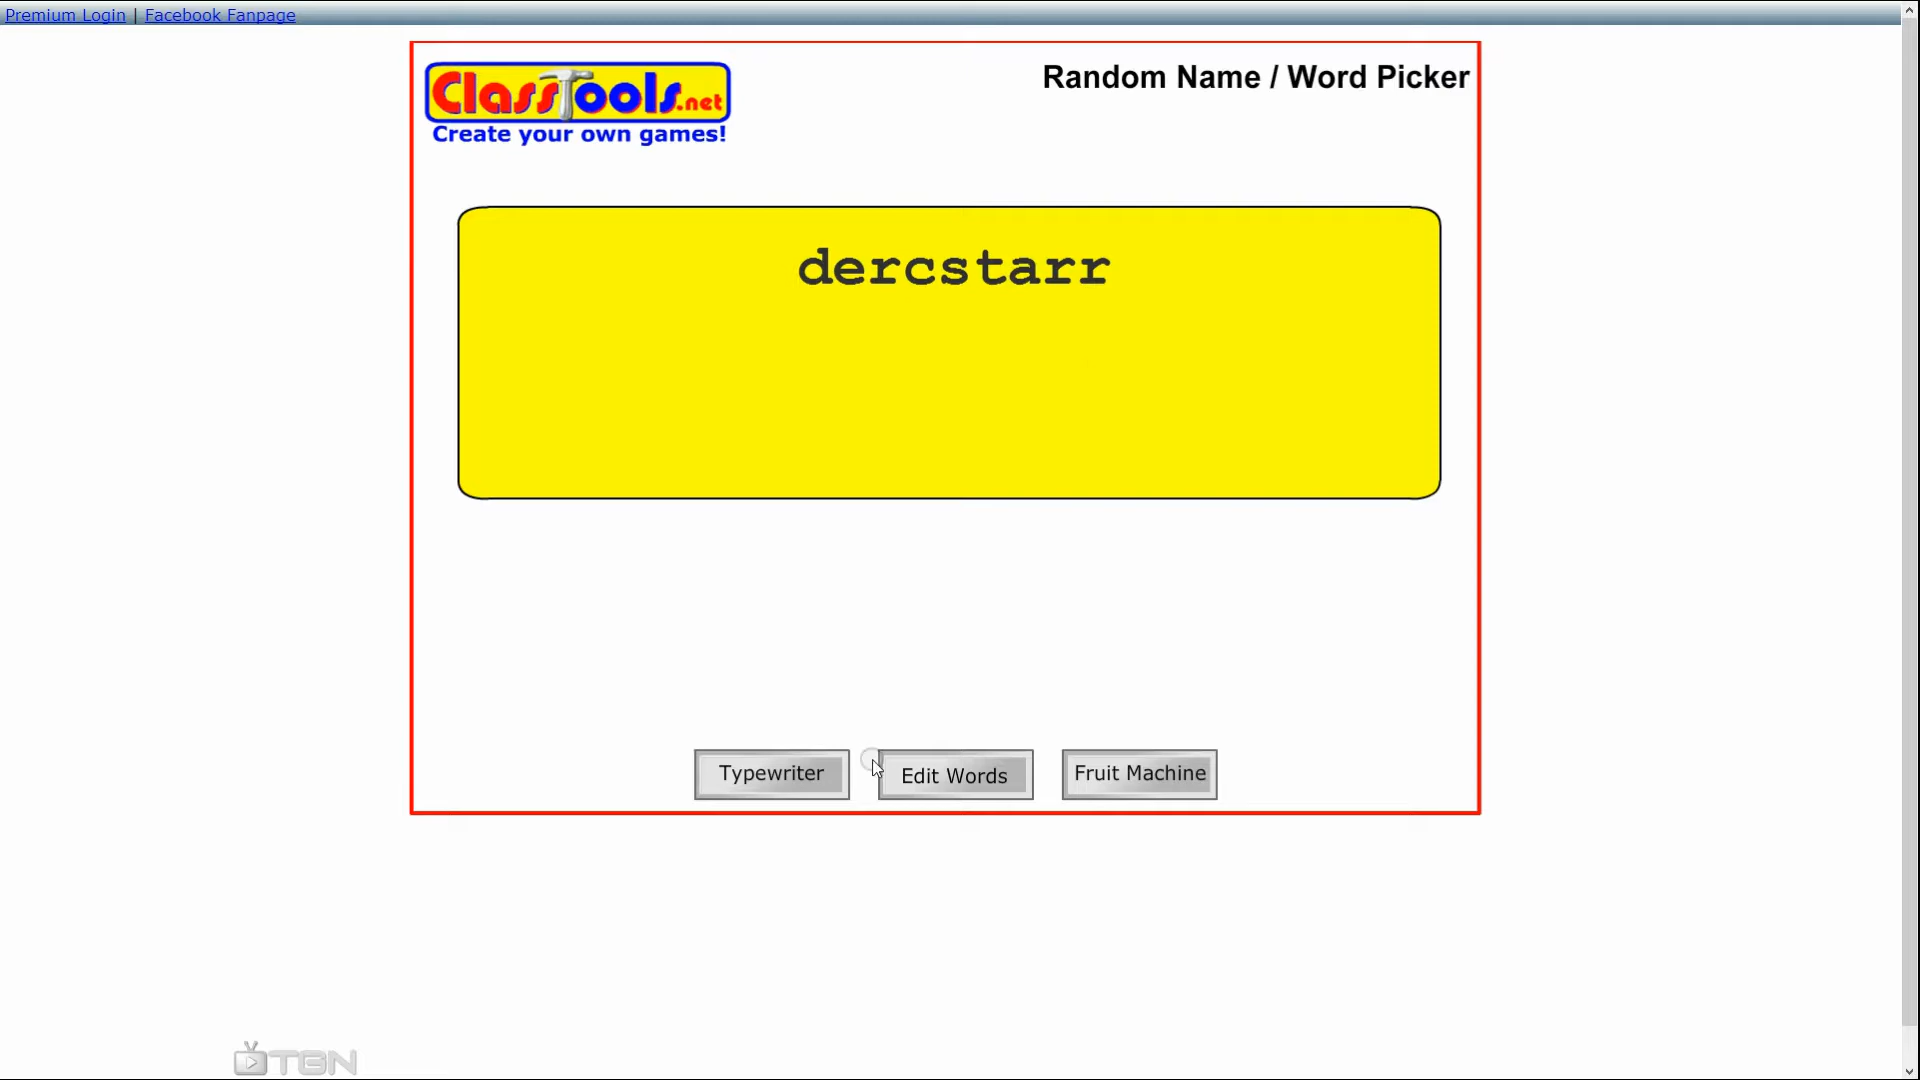 Premium Login | Facebook Fanpage
ClassTools.net
Create your own games!
Random Name / Word Picker
dercstarr
Typewriter
Edit Words
Fruit Machine
TGN